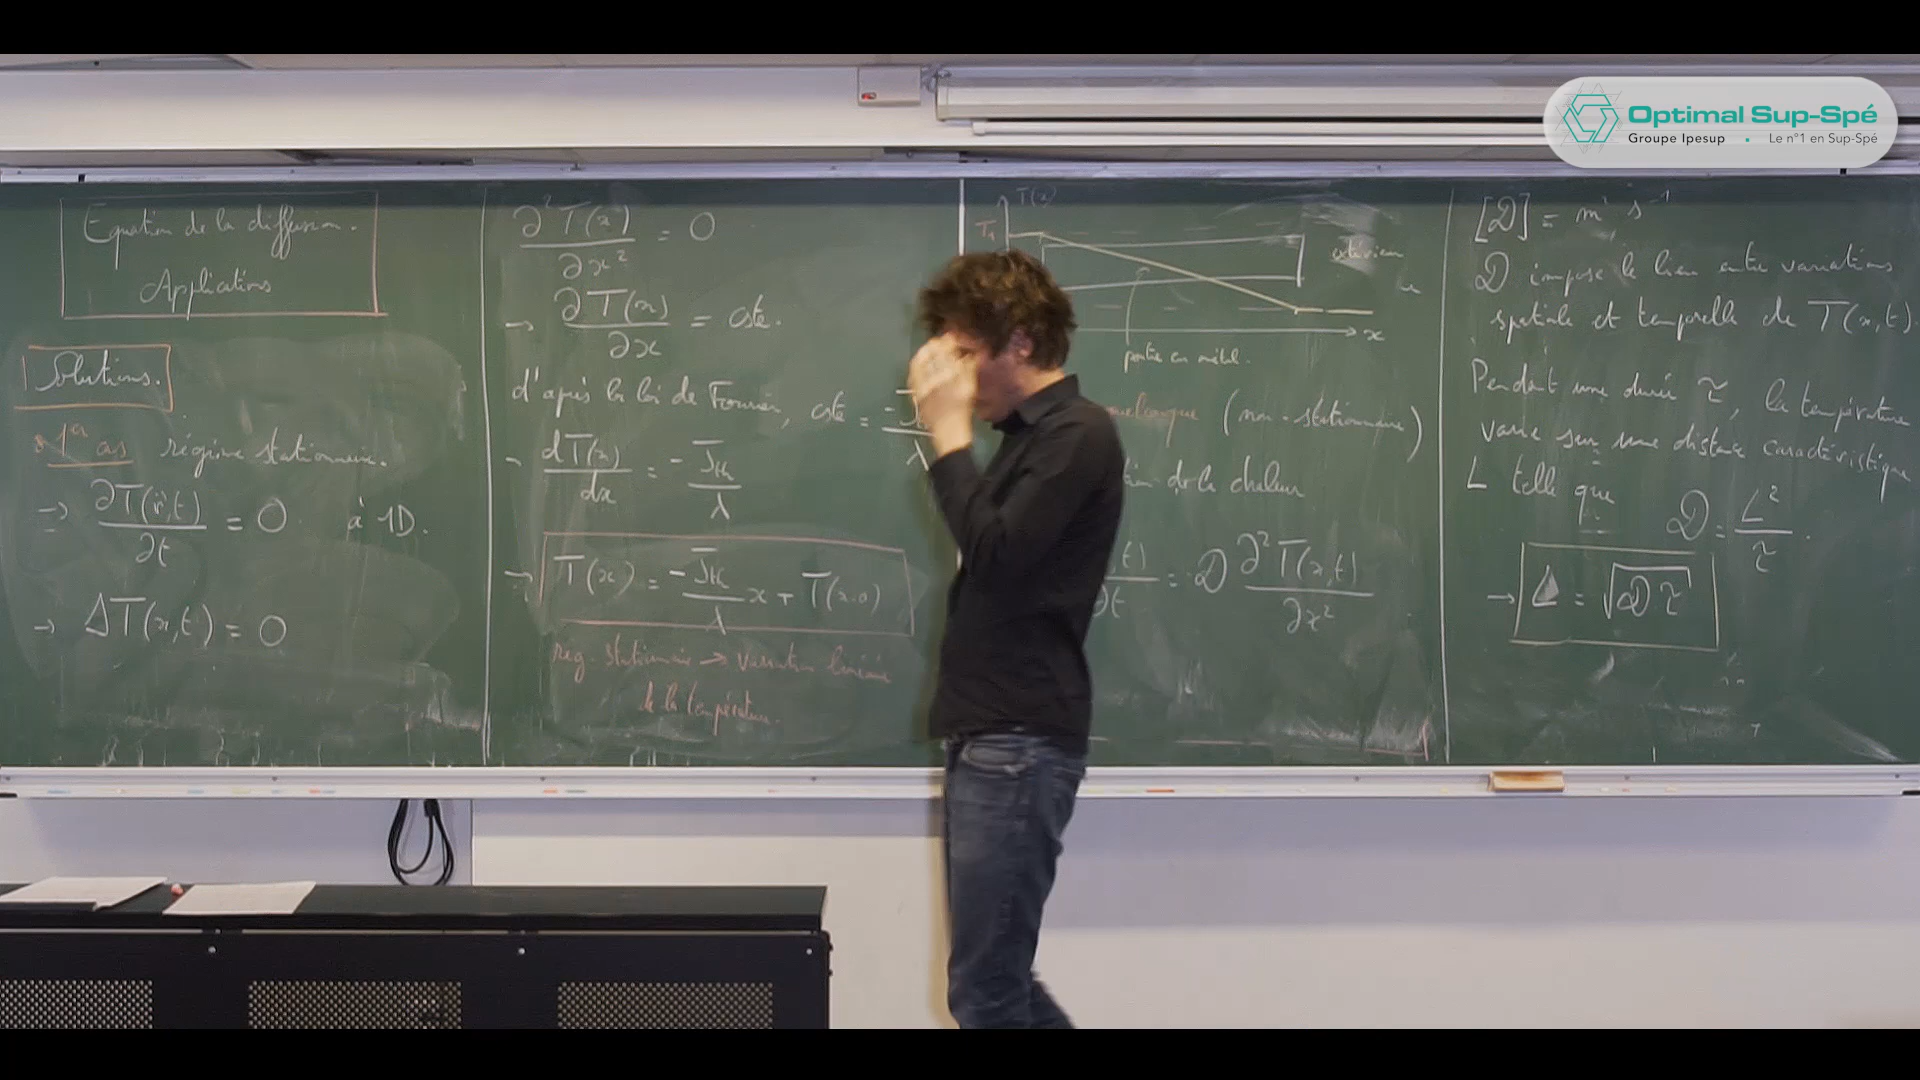 Optimal Sup-Spé
Groupe Ipesup . Le n°1 en Sup-Spé
Equation de la diffusion.
Applications
Solutions.
1er cas régime stationnaire.
=> ∂T(r,t)/∂t = 0 à 1D.
→ ΔT(x,t) = 0
∂²T(x)/∂x² = 0
→ ∂T(x)/∂x = cste.
d'après la loi de Fourier, cste = -J/λ
→ dT(x)/dx = -Jth/λ
→ T(x) = -Jth/λ x + T(x=0)
rég. stationnaire → variation linéaire
de la température.
T(x)
T1
extérieur
x
partie en métal.
quelconque (non-stationnaire)
de la chaleur
,t)/∂t = D ∂²T(x,t)/∂x²
[D] = m² s⁻¹
D impose le lien entre variations
spatiale et temporelle de T(x,t).
Pendant une durée τ, la température
varie sur une distance caractéristique
L telle que
D = L²/τ.
→ L = √Dτ